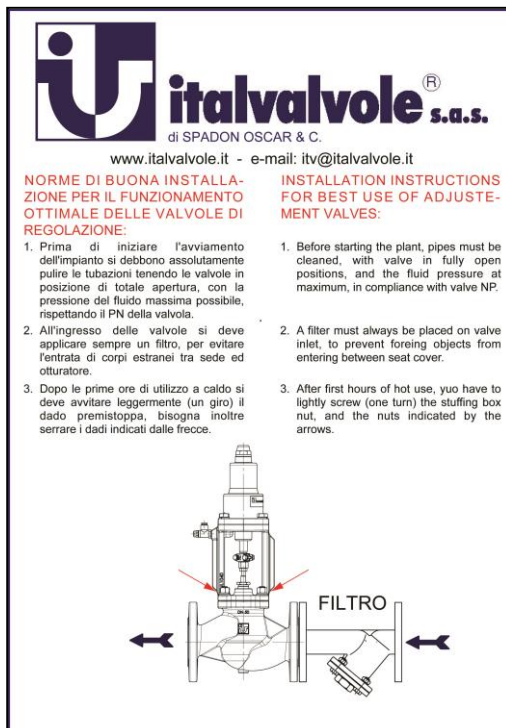 italvalvole® s.a.s.
di SPADON OSCAR & C.
www.italvalvole.it - e-mail: itv@italvalvole.it
NORME DI BUONA INSTALLA-
ZIONE PER IL FUNZIONAMENTO
OTTIMALE DELLE VALVOLE DI
REGOLAZIONE:
1. Prima di iniziare l'avviamento
dell'impianto si debbono assolutamente
pulire le tubazioni tenendo le valvole in
posizione di totale apertura, con la
pressione del fluido massima possibile,
rispettando il PN della valvola.
2. All'ingresso delle valvole si deve
applicare sempre un filtro, per evitare
l'entrata di corpi estranei tra sede ed
otturatore.
3. Dopo le prime ore di utilizzo a caldo si
deve avvitare leggermente (un giro) il
dado premistoppa, bisogna inoltre
serrare i dadi indicati dalle frecce.
INSTALLATION INSTRUCTIONS
FOR BEST USE OF ADJUSTE-
MENT VALVES:
1. Before starting the plant, pipes must be
cleaned, with valve in fully open
positions, and the fluid pressure at
maximum, in compliance with valve NP.
2. A filter must always be placed on valve
inlet, to prevent foreing objects from
entering between seat cover.
3. After first hours of hot use, yuo have to
lightly screw (one turn) the stuffing box
nut, and the nuts indicated by the
arrows.
FILTRO